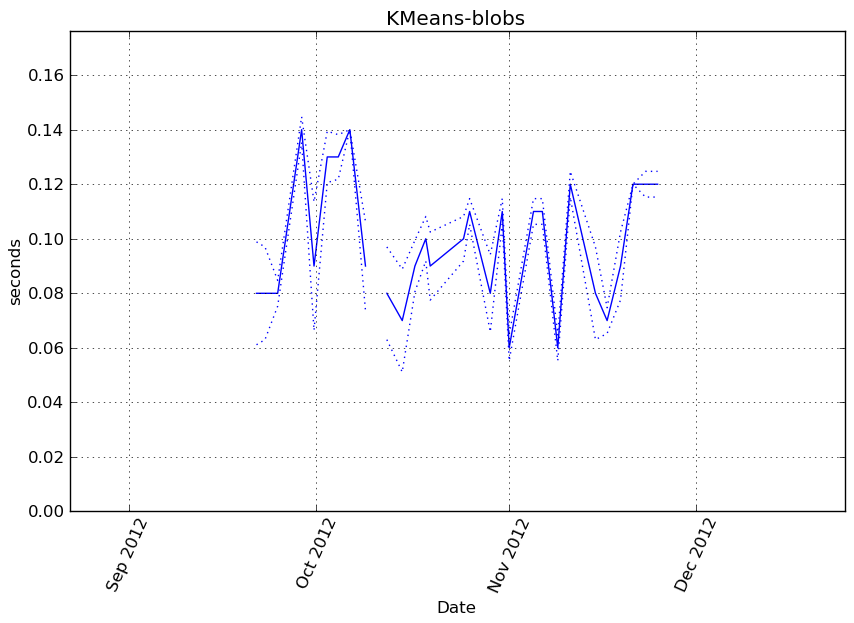 KMeans-blobs
0.16
0.14
0.12
0.10
0.08
0.06
0.04
0.02
0.00
seconds
Sep 2012
Oct 2012
Nov 2012
Dec 2012
Date